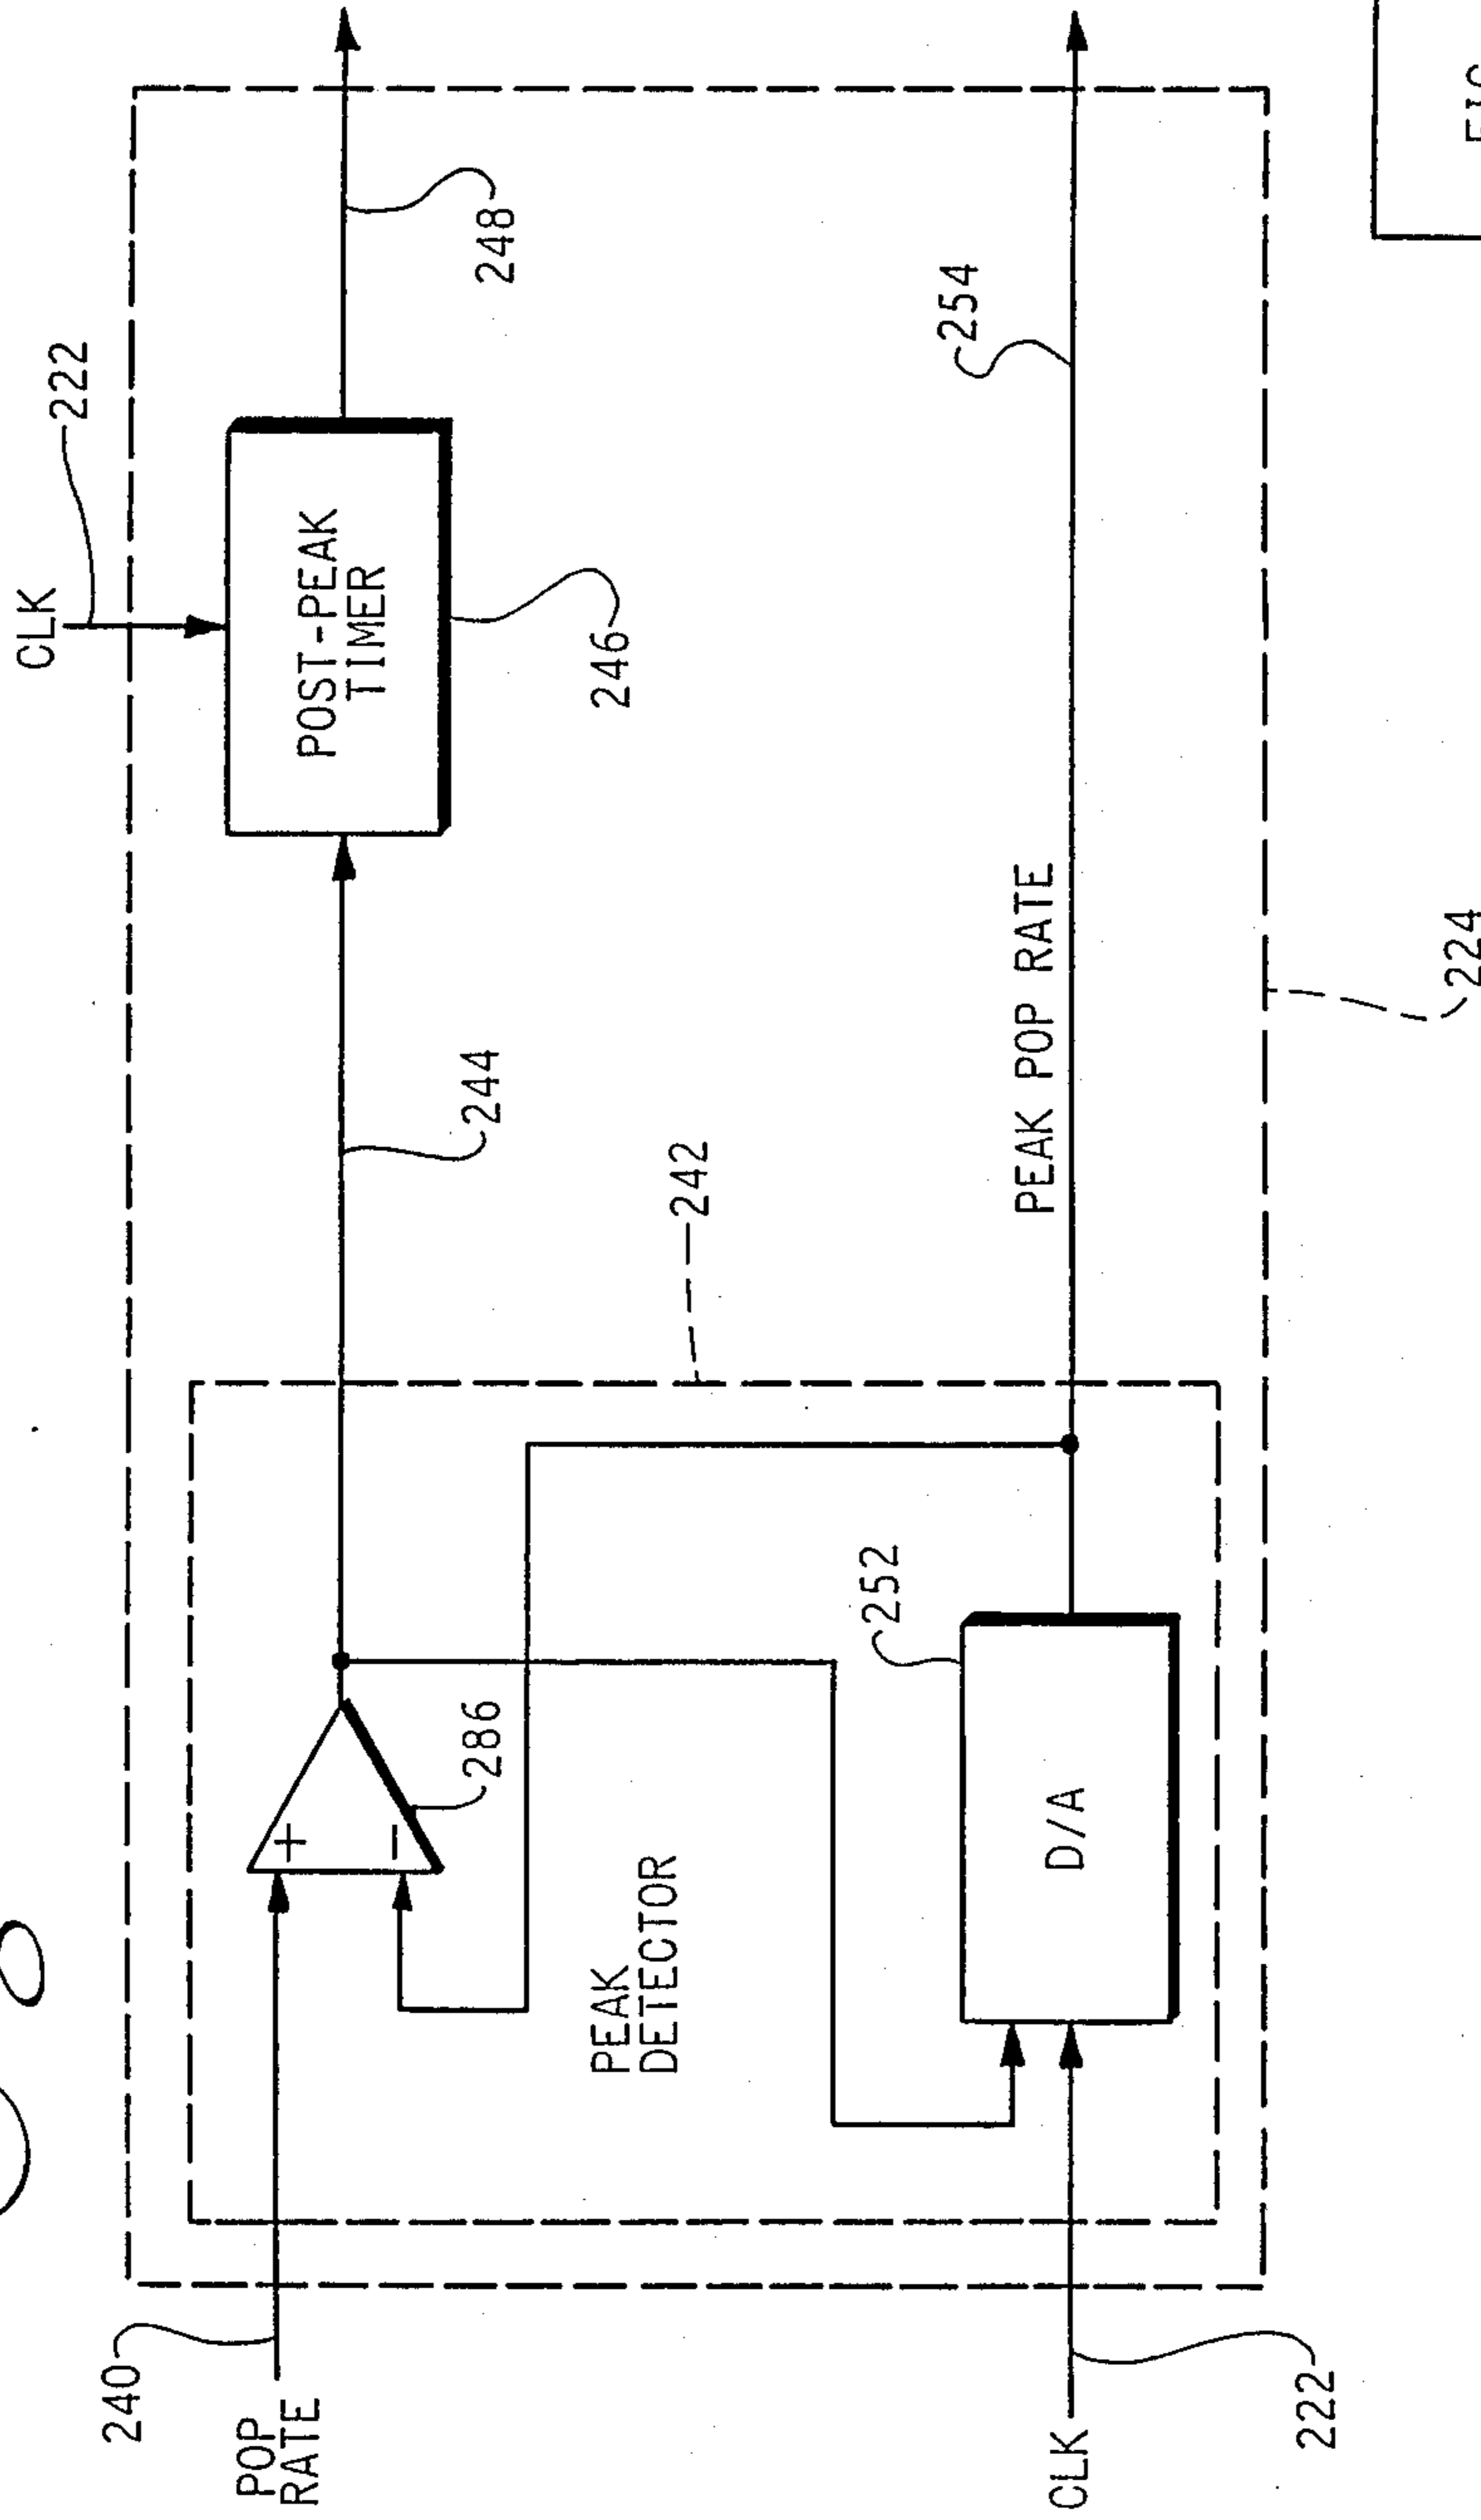 240
POP
RATE
CLK
222
PEAK
DETECTOR
+
-
286
D/A
252
242
244
PEAK POP RATE
224
CLK
222
POST-PEAK
TIMER
246
248
254